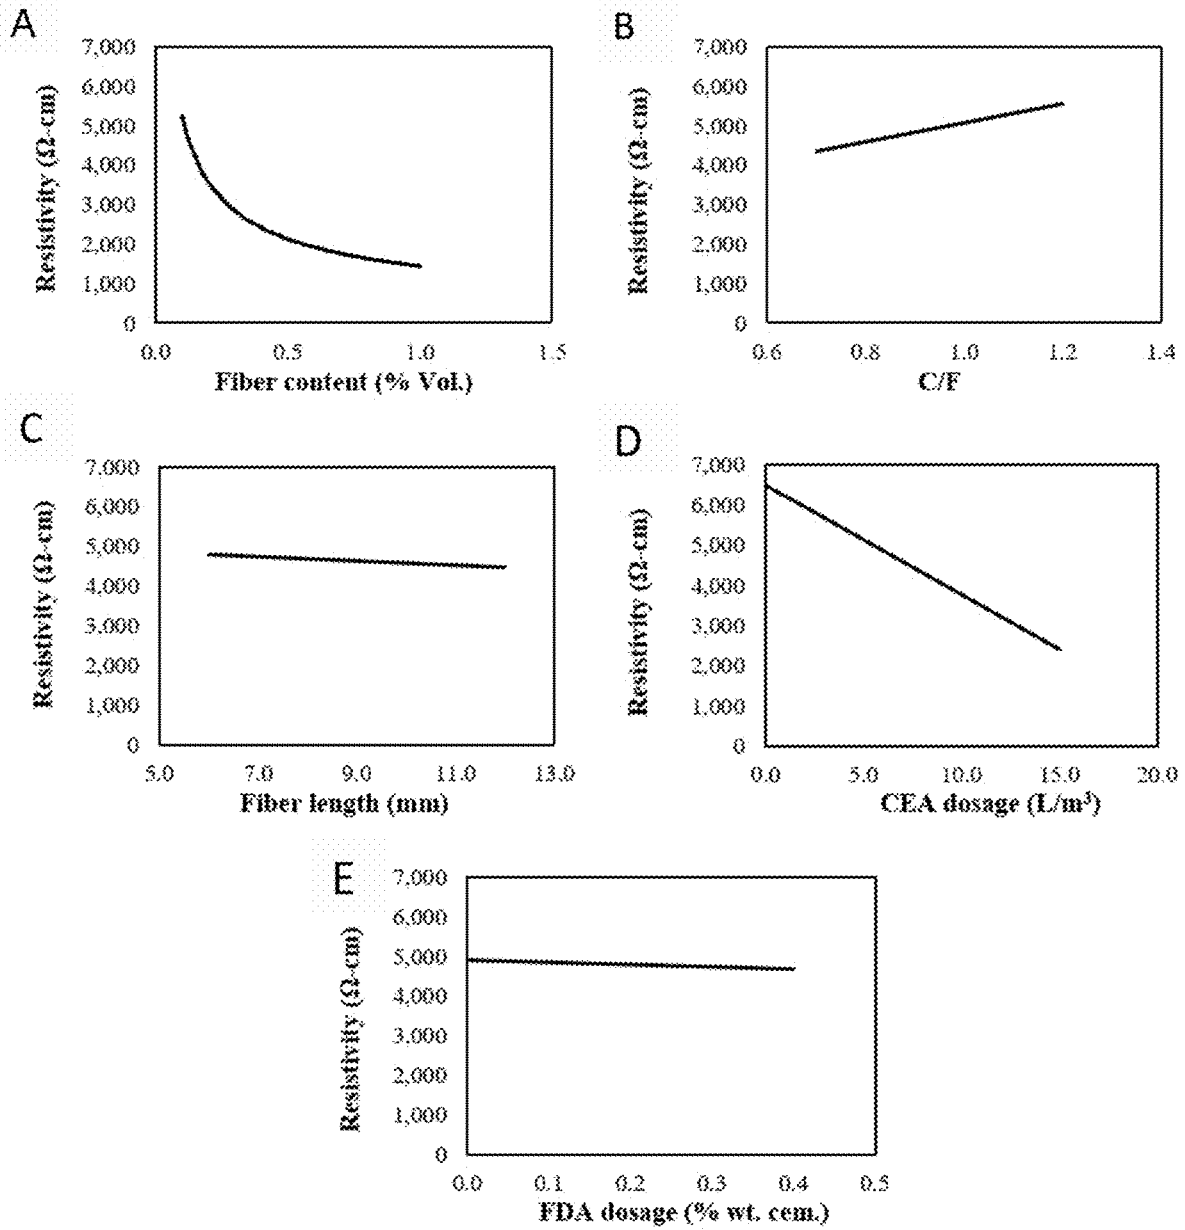 A
7,000
6,000
5,000
4,000
3,000
2,000
1,000
0
Resistivity (Ω-cm)
0.0 0.5 1.0 1.5
Fiber content (% Vol.)
B
7,000
6,000
5,000
4,000
3,000
2,000
1,000
0
Resistivity (Ω-cm)
0.6 0.8 1.0 1.2 1.4
C/F
C
7,000
6,000
5,000
4,000
3,000
2,000
1,000
0
Resistivity (Ω-cm)
5.0 7.0 9.0 11.0 13.0
Fiber length (mm)
D
7,000
6,000
5,000
4,000
3,000
2,000
1,000
0
Resistivity (Ω-cm)
0.0 5.0 10.0 15.0 20.0
CEA dosage (L/m³)
E
7,000
6,000
5,000
4,000
3,000
2,000
1,000
0
Resistivity (Ω-cm)
0.0 0.1 0.2 0.3 0.4 0.5
FDA dosage (% wt. cem.)